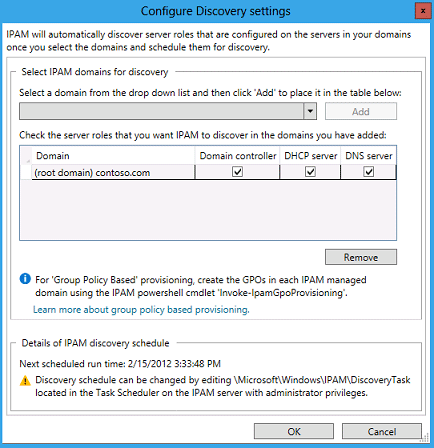 Configure Discovery settings
x
IPAM will automatically discover server roles that are configured on the servers in your domains
once you select the domains and schedule them for discovery.
Select IPAM domains for discovery
Select a domain from the drop down list and then click 'Add' to place it in the table below:
Add
Check the server roles that you want IPAM to discover in the domains you have added:
Domain Domain controller DHCP server DNS server
(root domain) contoso.com
Remove
For 'Group Policy Based' provisioning, create the GPOs in each IPAM managed
domain using the IPAM powershell cmdlet 'Invoke-IpamGpoProvisioning'.
Learn more about group policy based provisioning.
Details of IPAM discovery schedule
Next scheduled run time: 2/15/2012 3:33:48 PM
Discovery schedule can be changed by editing \Microsoft\Windows\IPAM\DiscoveryTask
located in the Task Scheduler on the IPAM server with administrator privileges.
OK Cancel